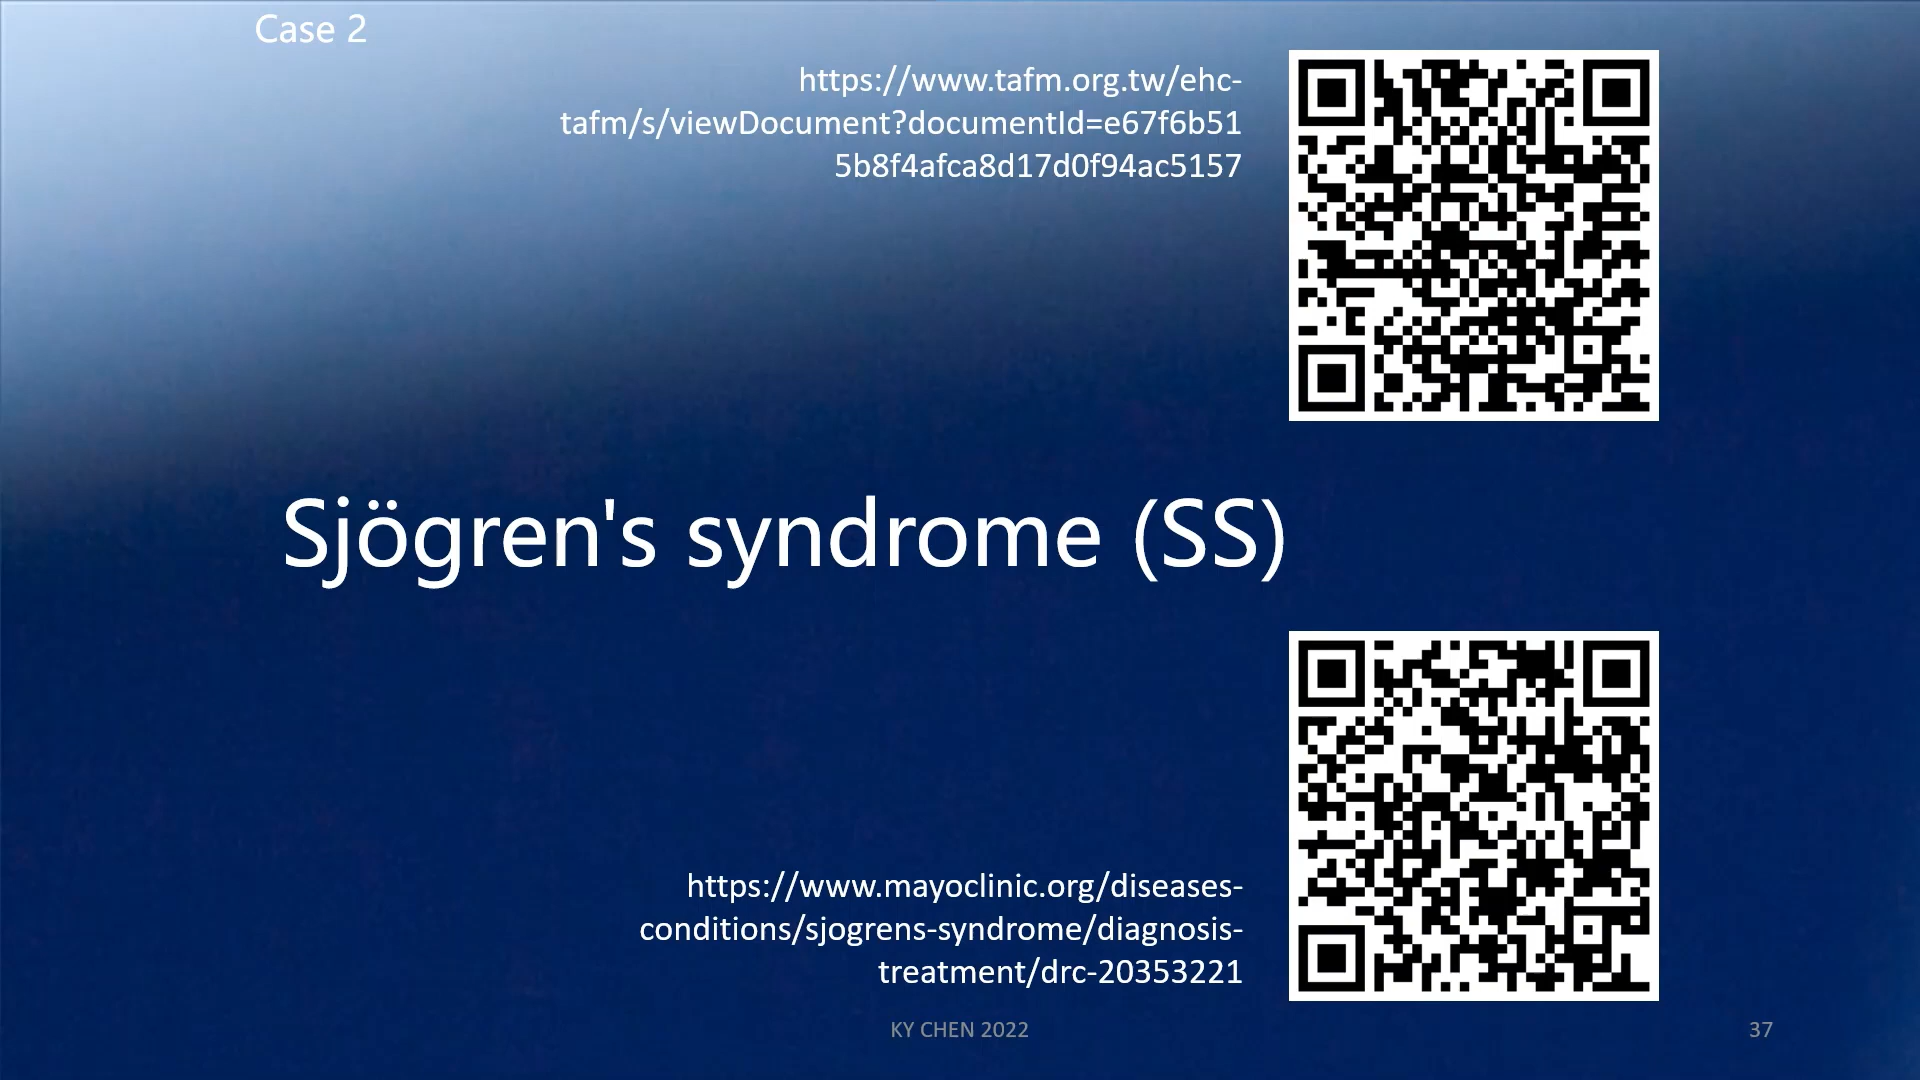 Case 2
https://www.tafm.org.tw/ehc-
tafm/s/viewDocument?documentId=e67f6b51
5b8f4afca8d17d0f94ac5157
Sjögren's syndrome (SS)
https://www.mayoclinic.org/diseases-
conditions/sjogrens-syndrome/diagnosis-
treatment/drc-20353221
KY CHEN 2022
37